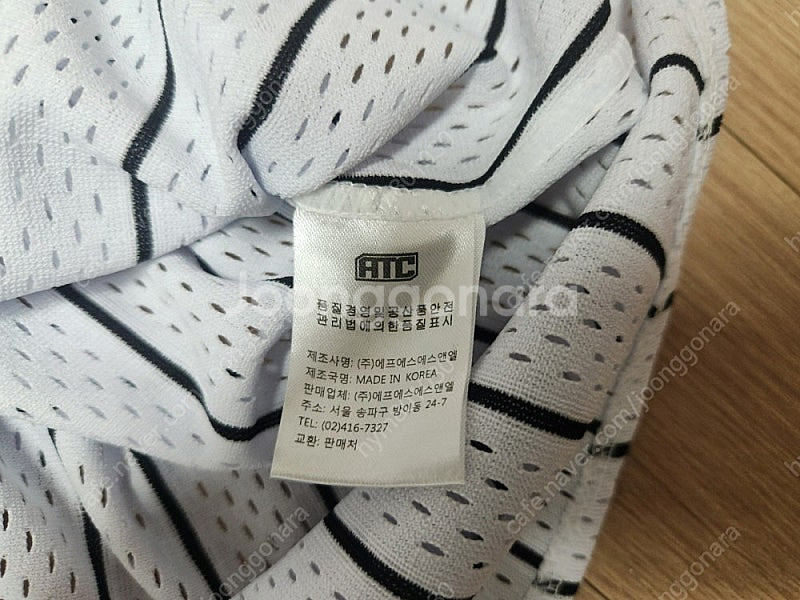 ATC
품질경영및공산품안전
관리법에의한품질표시
제조사명: (주)에프에스에스앤엘
제조국명: MADE IN KOREA
판매업체: (주)에프에스에스앤엘
주소: 서울 송파구 방이동 24-7
TEL: (02)416-7327
교환: 판매처
Joonggonara
cafe.naver.com/joonggonara